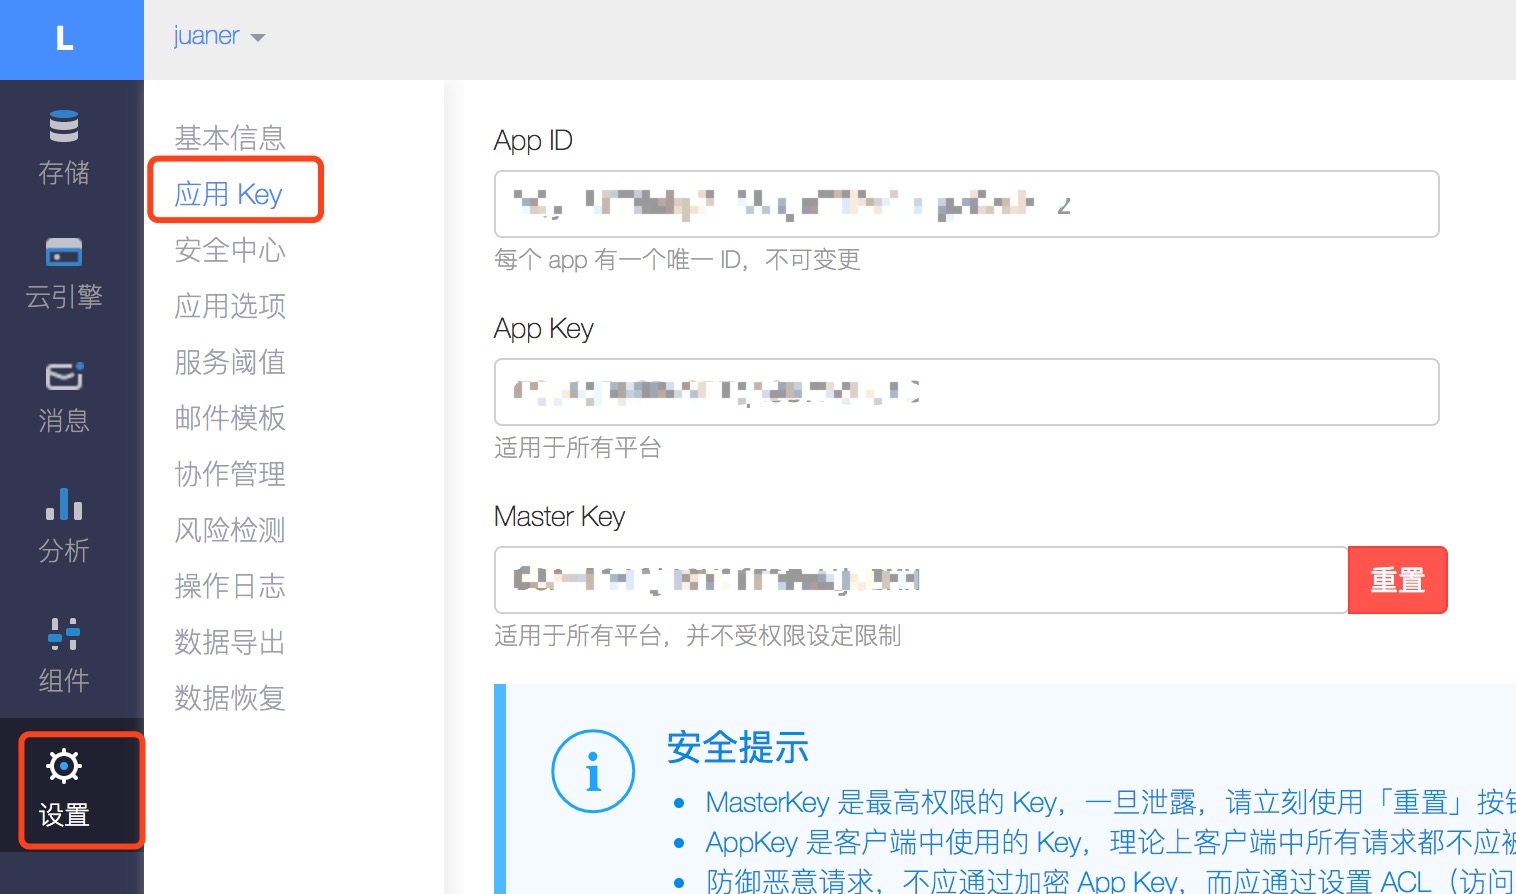 L
juaner
存储
云引擎
消息
分析
组件
设置
基本信息
应用 Key
安全中心
应用选项
服务阈值
邮件模板
协作管理
风险检测
操作日志
数据导出
数据恢复
App ID
每个 app 有一个唯一 ID，不可变更
App Key
适用于所有平台
Master Key
重置
适用于所有平台，并不受权限设定限制
安全提示
MasterKey 是最高权限的 Key，一旦泄露，请立刻使用「重置」按
AppKey 是客户端中使用的 Key，理论上客户端中所有请求都不应
防御恶意请求，不应通过加密 App Key，而应通过设置 ACL（访问